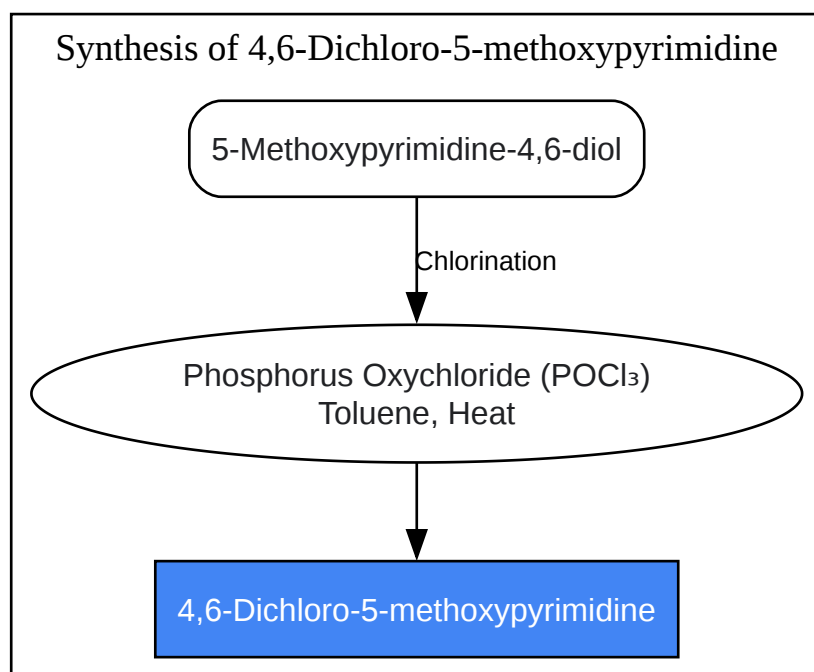 Synthesis of 4,6-Dichloro-5-methoxypyrimidine
5-Methoxypyrimidine-4,6-diol
Chlorination
Phosphorus Oxychloride (POCl₃)
Toluene, Heat
4,6-Dichloro-5-methoxypyrimidine